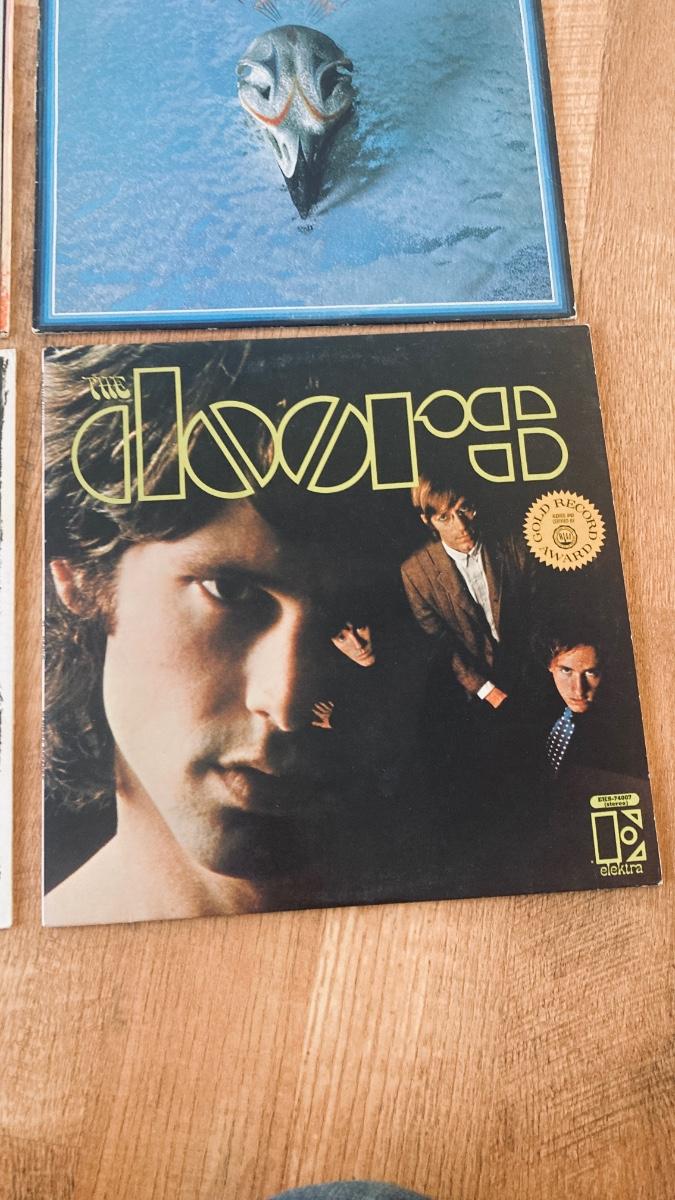 THE
doors
GOLD RECORD
AWARD
EKS-74007
(stereo)
elektra